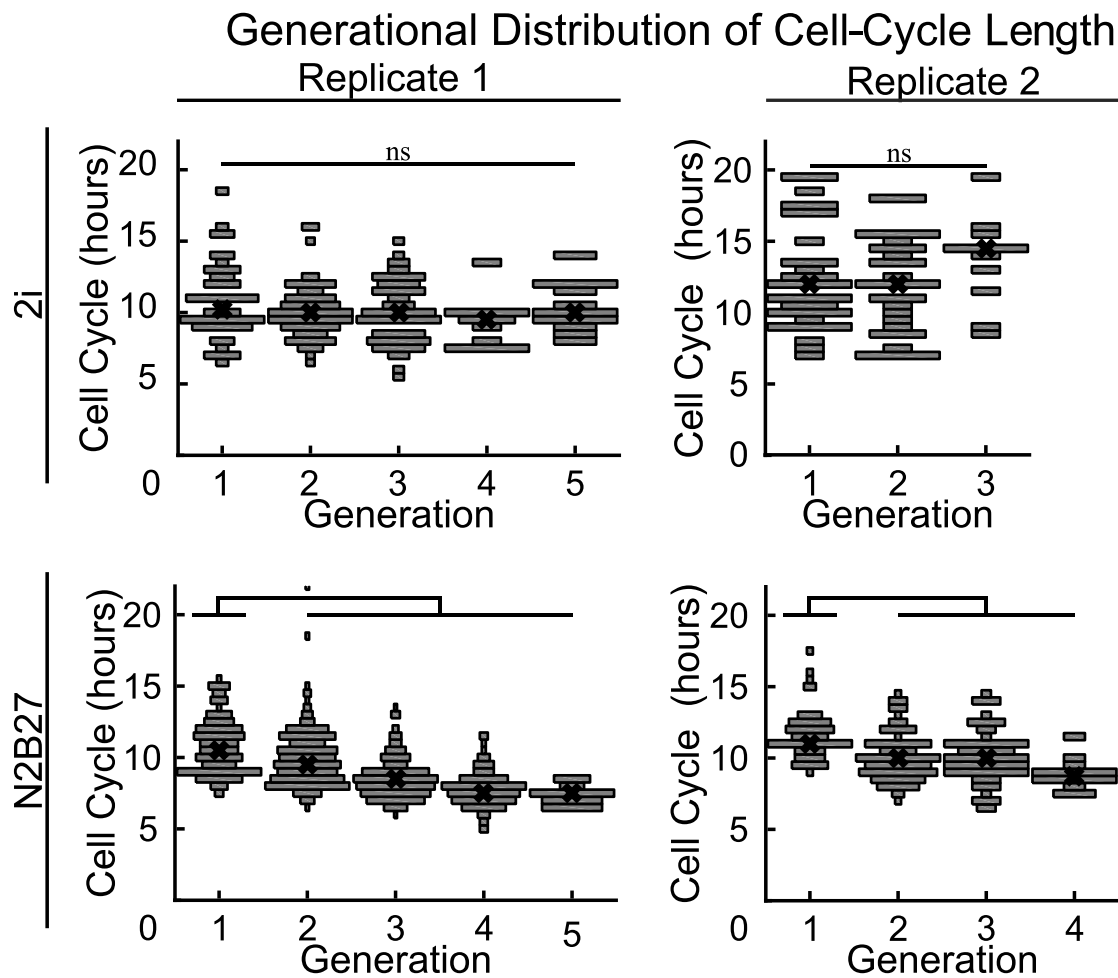 Generational Distribution of Cell-Cycle Length
Replicate 1
Replicate 2
2i
Cell Cycle (hours)
20
15
10
5
0
ns
1 2 3 4 5
Generation
Cell Cycle (hours)
20
15
10
5
0
ns
1 2 3
Generation
N2B27
Cell Cycle (hours)
20
15
10
5
0
1 2 3 4 5
Generation
Cell Cycle (hours)
20
15
10
5
0
1 2 3 4
Generation